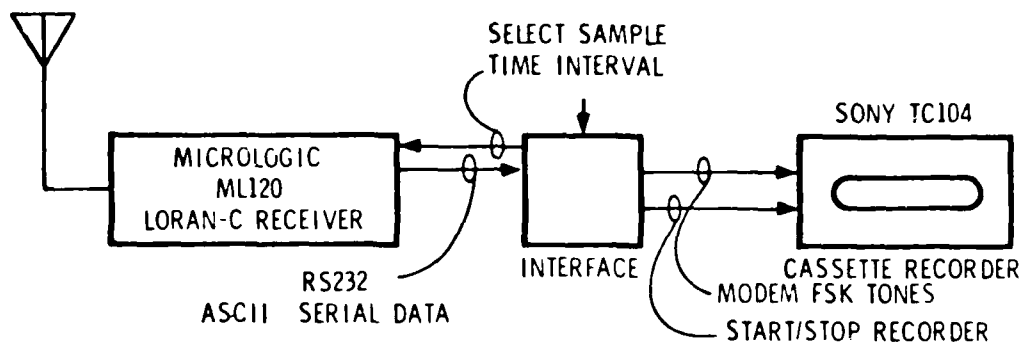 SELECT SAMPLE
TIME INTERVAL
SONY TC104
MICROLOGIC
ML120
LORAN-C RECEIVER
INTERFACE
CASSETTE RECORDER
RS232
ASCII SERIAL DATA
MODEM FSK TONES
START/STOP RECORDER